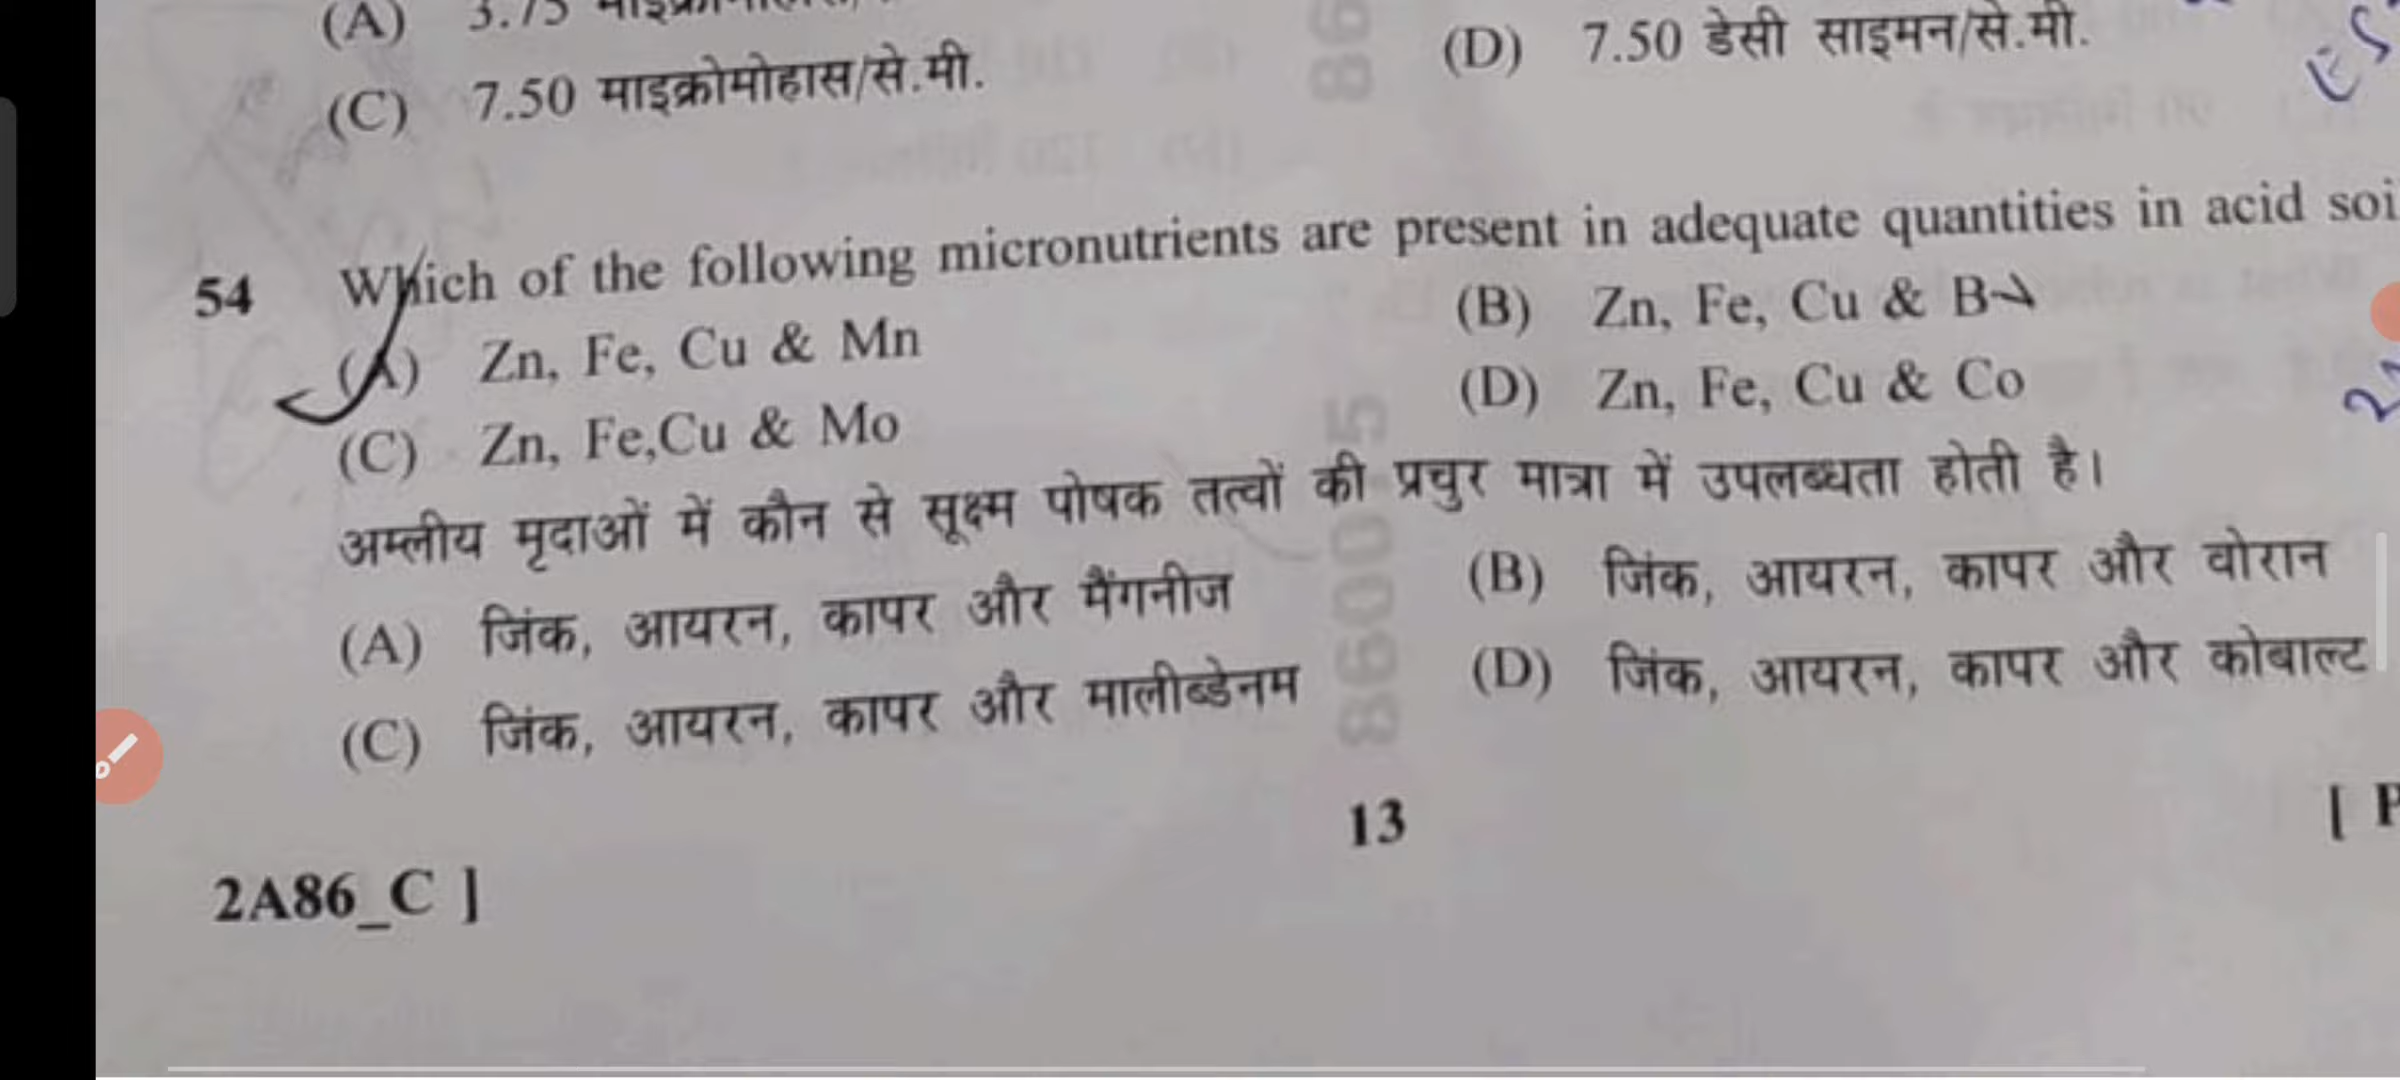 (A) 3.75
(D) 7.50 डेसी साइमन/से.मी.
(C) 7.50 माइक्रोमोहास/से.मी.
54 Which of the following micronutrients are present in adequate quantities in acid soi
(A) Zn, Fe, Cu & Mn
(B) Zn, Fe, Cu & B
(C) Zn, Fe,Cu & Mo
(D) Zn, Fe, Cu & Co
अम्लीय मृदाओं में कौन से सूक्ष्म पोषक तत्वों की प्रचुर मात्रा में उपलब्धता होती है।
(A) जिंक, आयरन, कापर और मैंगनीज
(B) जिंक, आयरन, कापर और वोरान
(C) जिंक, आयरन, कापर और मालीब्डेनम
(D) जिंक, आयरन, कापर और कोबाल्ट
13
[ P
2A86_C ]